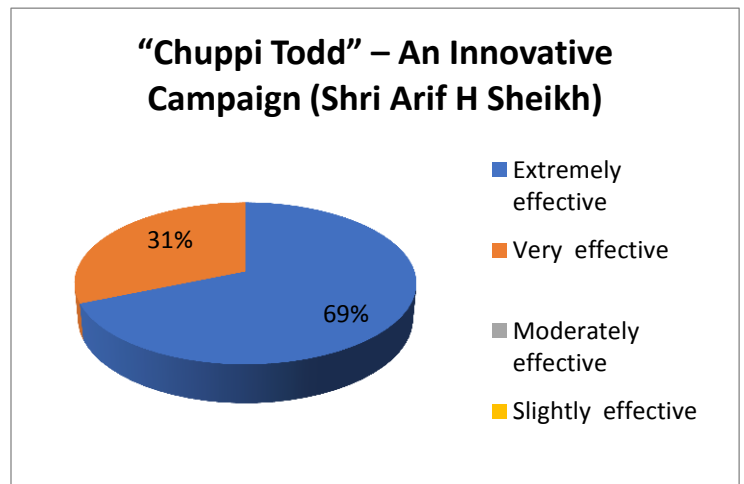 “Chuppi Todd” – An Innovative
Campaign (Shri Arif H Sheikh)
Extremely
effective
31%
Very effective
69%
Moderately
effective
Slightly effective